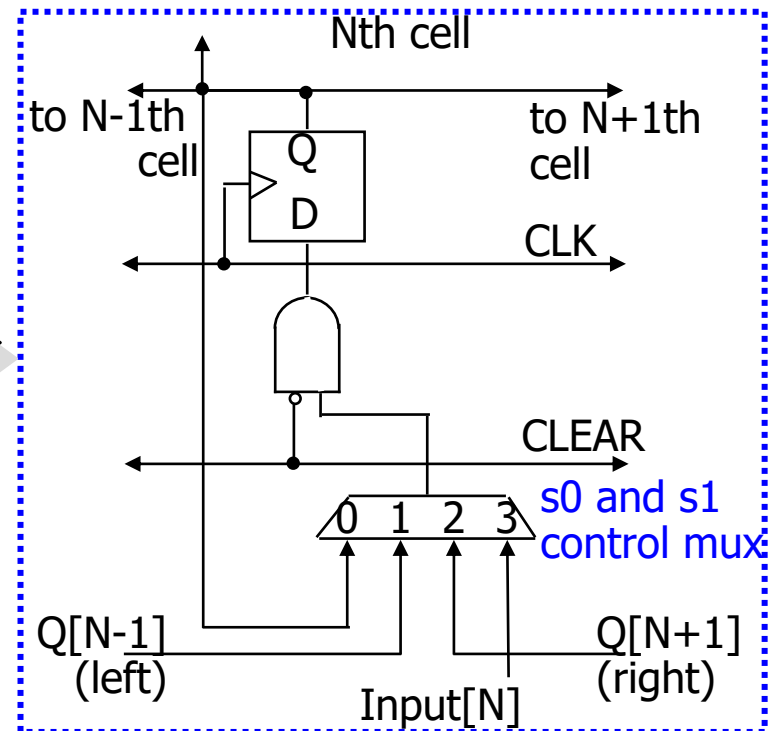 Nth cell
to N-1th
cell
to N+1th
cell
Q
D
CLK
CLEAR
0 1 2 3
s0 and s1
control mux
Q[N-1]
(left)
Q[N+1]
(right)
Input[N]